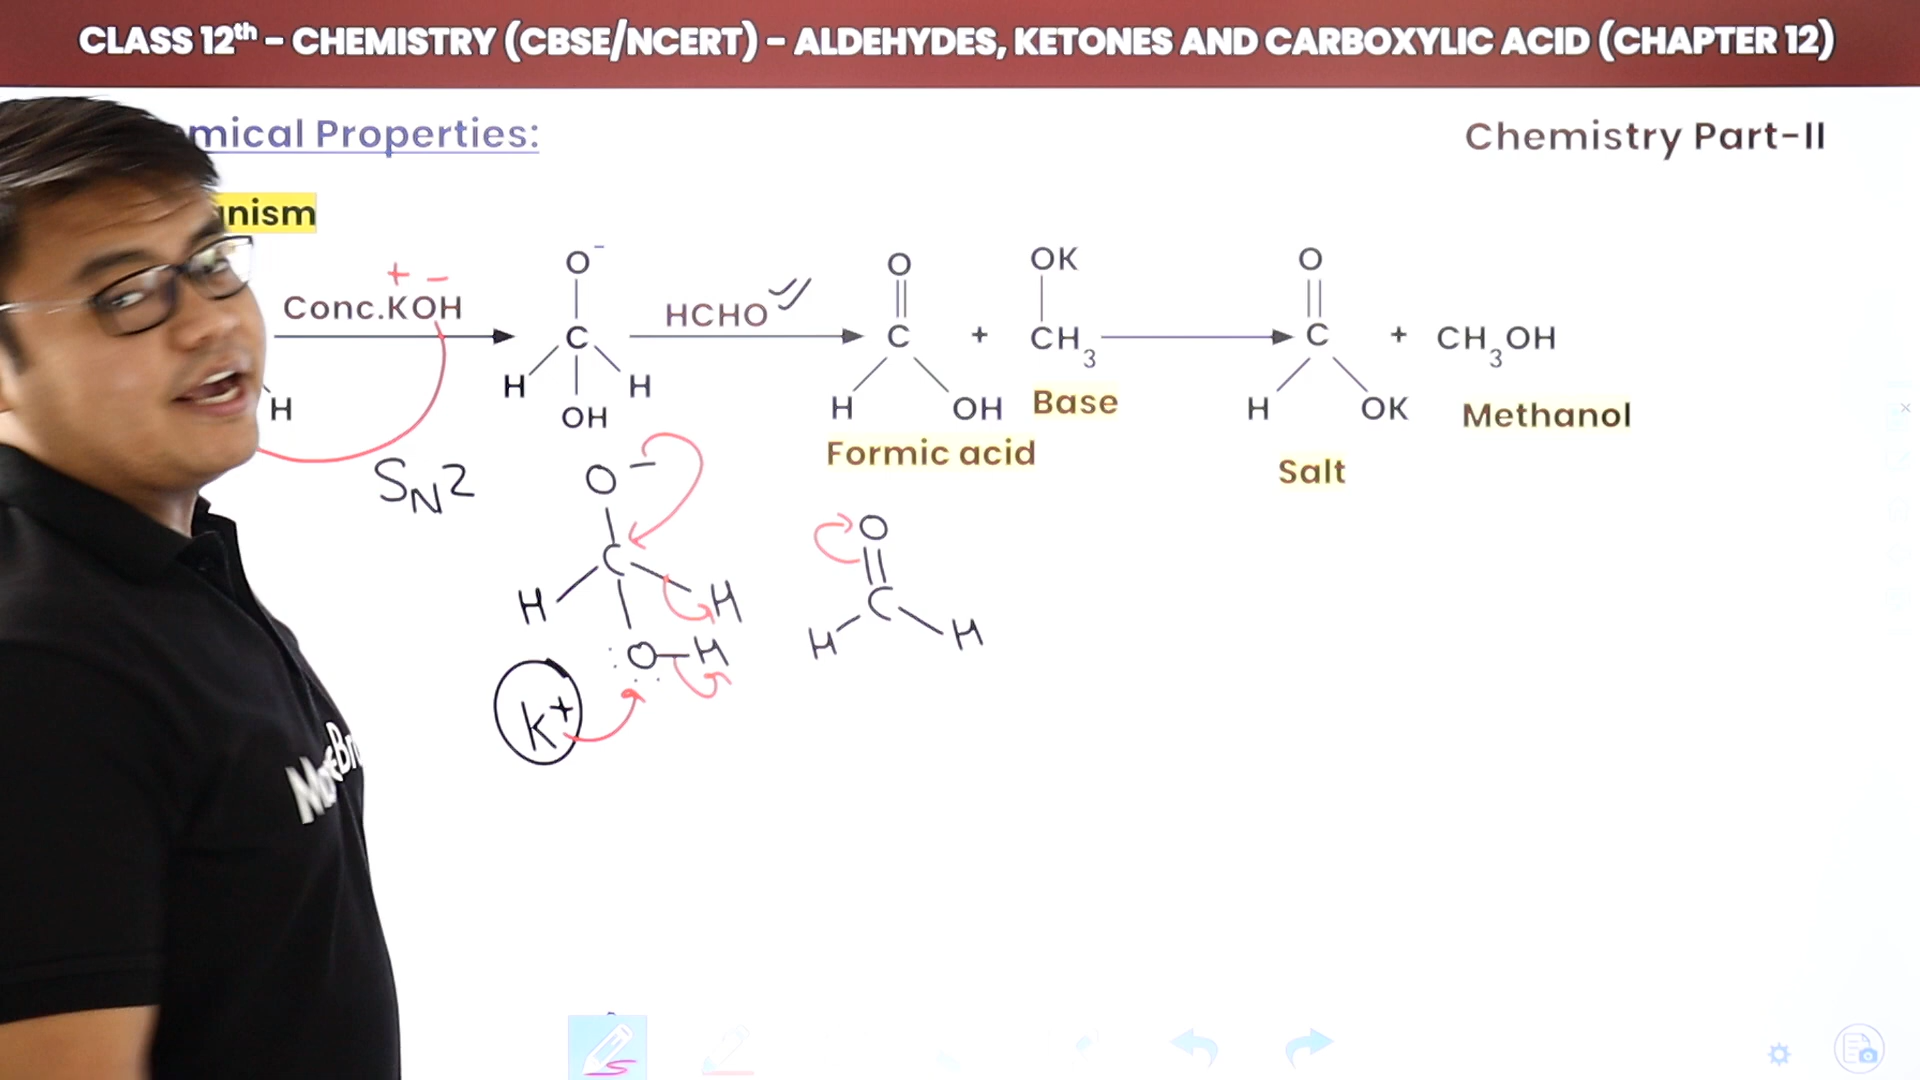 CLASS 12th – CHEMISTRY (CBSE/NCERT) – ALDEHYDES, KETONES AND CARBOXYLIC ACID (CHAPTER 12)
mical Properties:
Chemistry Part-II
nism
+ −
Conc.KOH
H
O⁻
C
H H
OH
HCHO
O
C
H OH
Formic acid
+
OK
CH3
Base
O
C
H OK
Salt
+ CH3OH
Methanol
SN2
O −
C
H H
:O–H
K+
O
C
H H